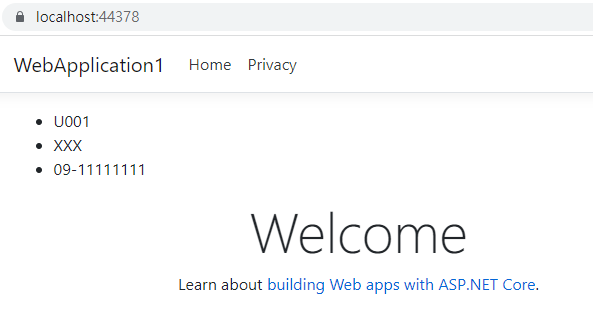 localhost:44378
WebApplication1 Home Privacy
U001
XXX
09-11111111
Welcome
Learn about building Web apps with ASP.NET Core.